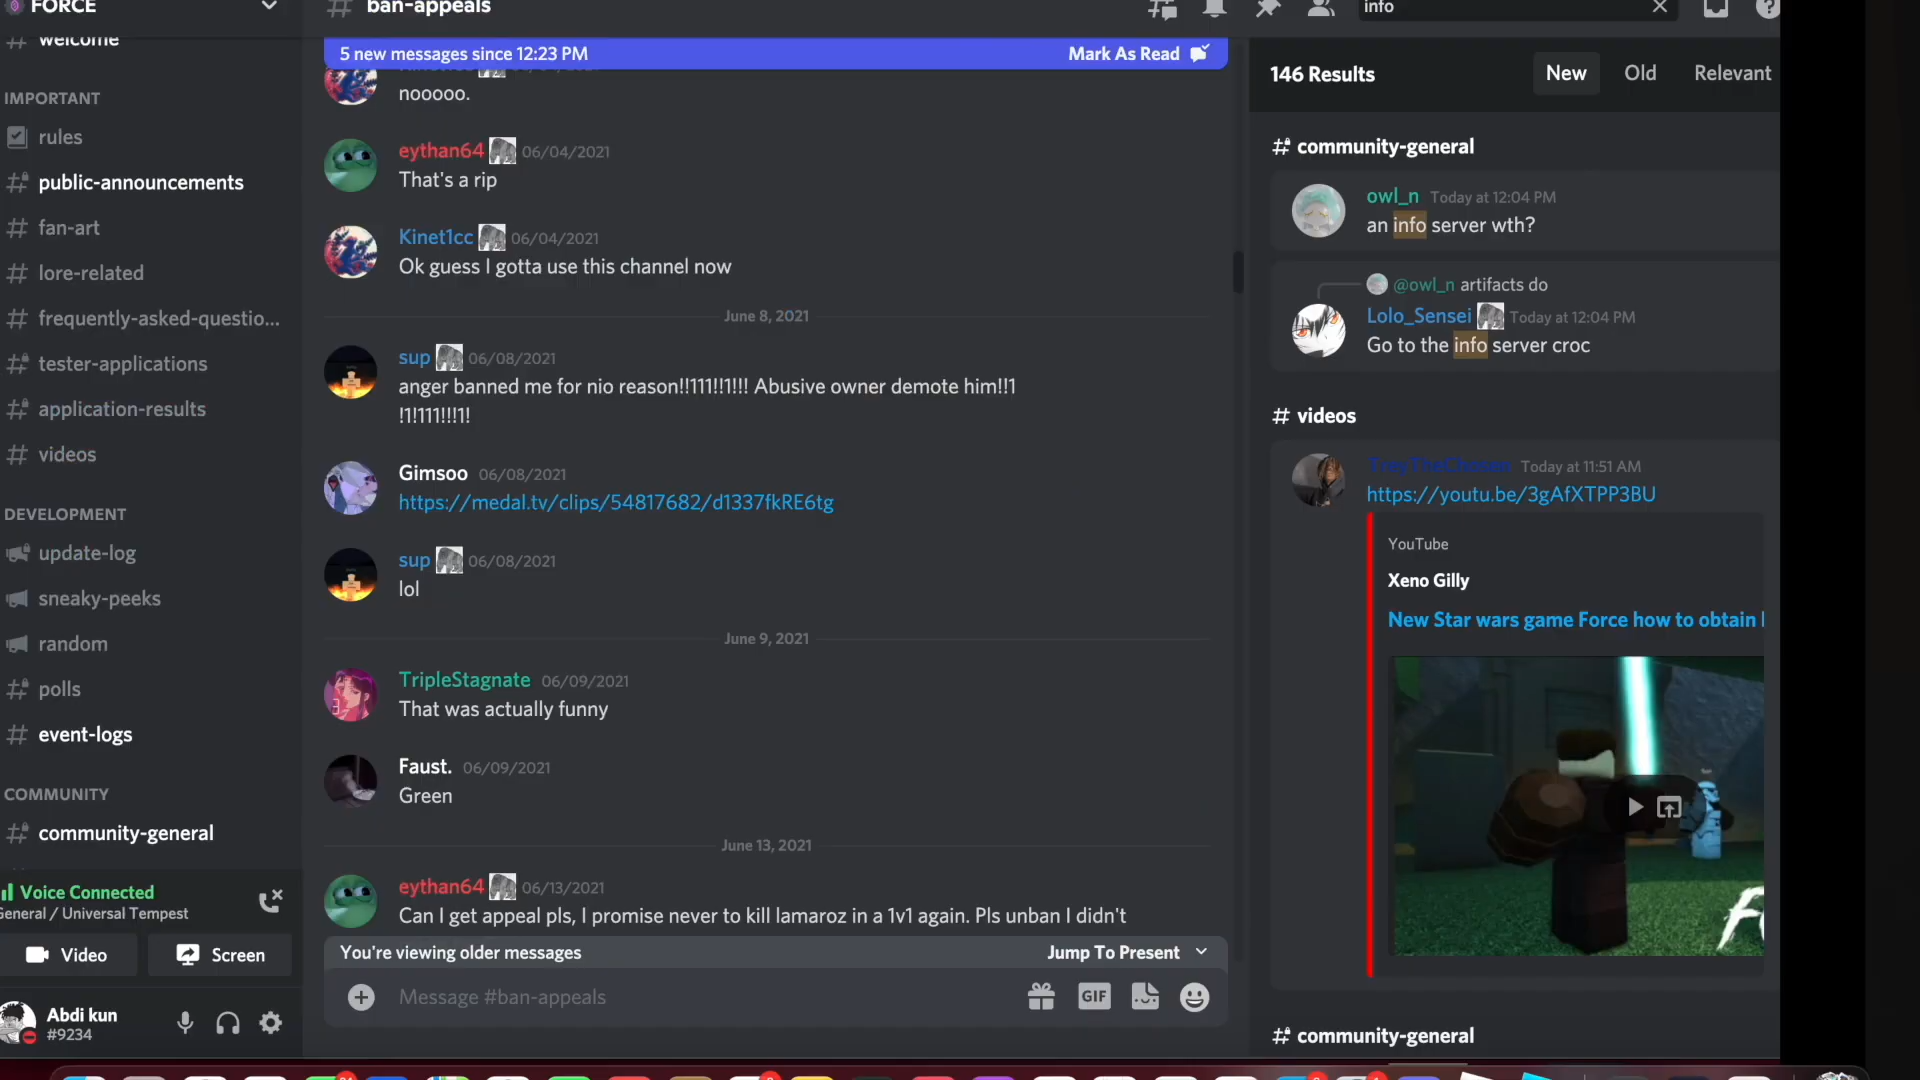 FORCE
welcome
IMPORTANT
rules
public-announcements
fan-art
lore-related
frequently-asked-questio...
tester-applications
application-results
videos
DEVELOPMENT
update-log
sneaky-peeks
random
polls
event-logs
COMMUNITY
community-general
Voice Connected
General / Universal Tempest
Video
Screen
Abdi kun
#9234
ban-appeals
5 new messages since 12:23 PM
Mark As Read
nooooo.
eythan64 06/04/2021
That's a rip
Kinet1cc 06/04/2021
Ok guess I gotta use this channel now
June 8, 2021
sup 06/08/2021
anger banned me for nio reason!!111!!1!!! Abusive owner demote him!!1
!1!111!!!1!
Gimsoo 06/08/2021
https://medal.tv/clips/54817682/d1337fkRE6tg
sup 06/08/2021
lol
June 9, 2021
TripleStagnate 06/09/2021
That was actually funny
Faust. 06/09/2021
Green
June 13, 2021
eythan64 06/13/2021
Can I get appeal pls, I promise never to kill lamaroz in a 1v1 again. Pls unban I didn't
You're viewing older messages
Jump To Present
Message #ban-appeals
GIF
info
146 Results
New
Old
Relevant
community-general
owl_n Today at 12:04 PM
an info server wth?
@owl_n artifacts do
Lolo_Sensei Today at 12:04 PM
Go to the info server croc
videos
TreyTheChosen Today at 11:51 AM
https://youtu.be/3gAfXTPP3BU
YouTube
Xeno Gilly
New Star wars game Force how to obtain
community-general